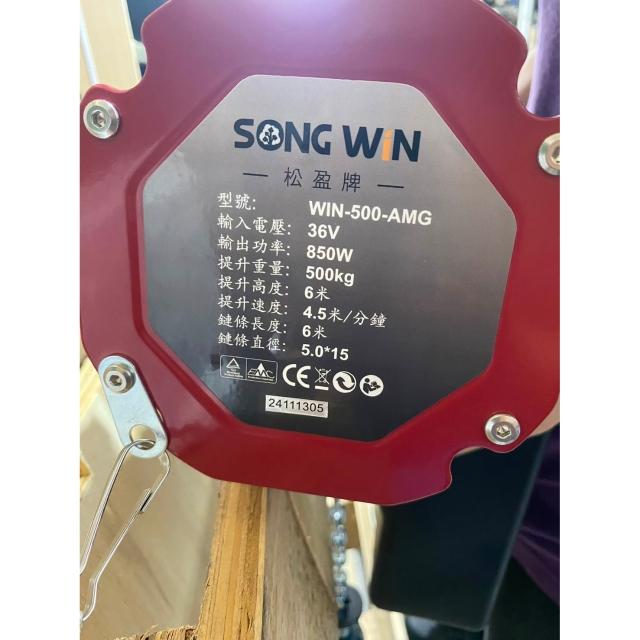 SONG WiN
松盈牌
型號: WIN-500-AMG
輸入電壓: 36V
輸出功率: 850W
提升重量: 500kg
提升高度: 6米
提升速度: 4.5米/分鐘
鏈條長度: 6米
鏈條直徑: 5.0*15
EMC CE
24111305